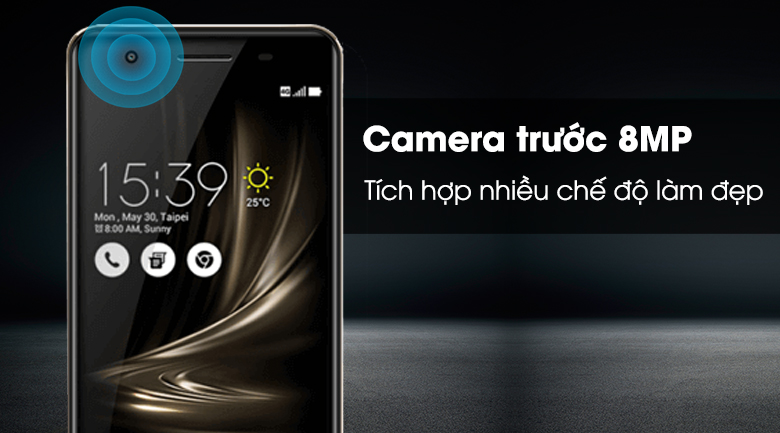 4G
15:39
25°C
Mon , May 30, Taipei
8:00 AM, Sunny
Camera trước 8MP
Tích hợp nhiều chế độ làm đẹp